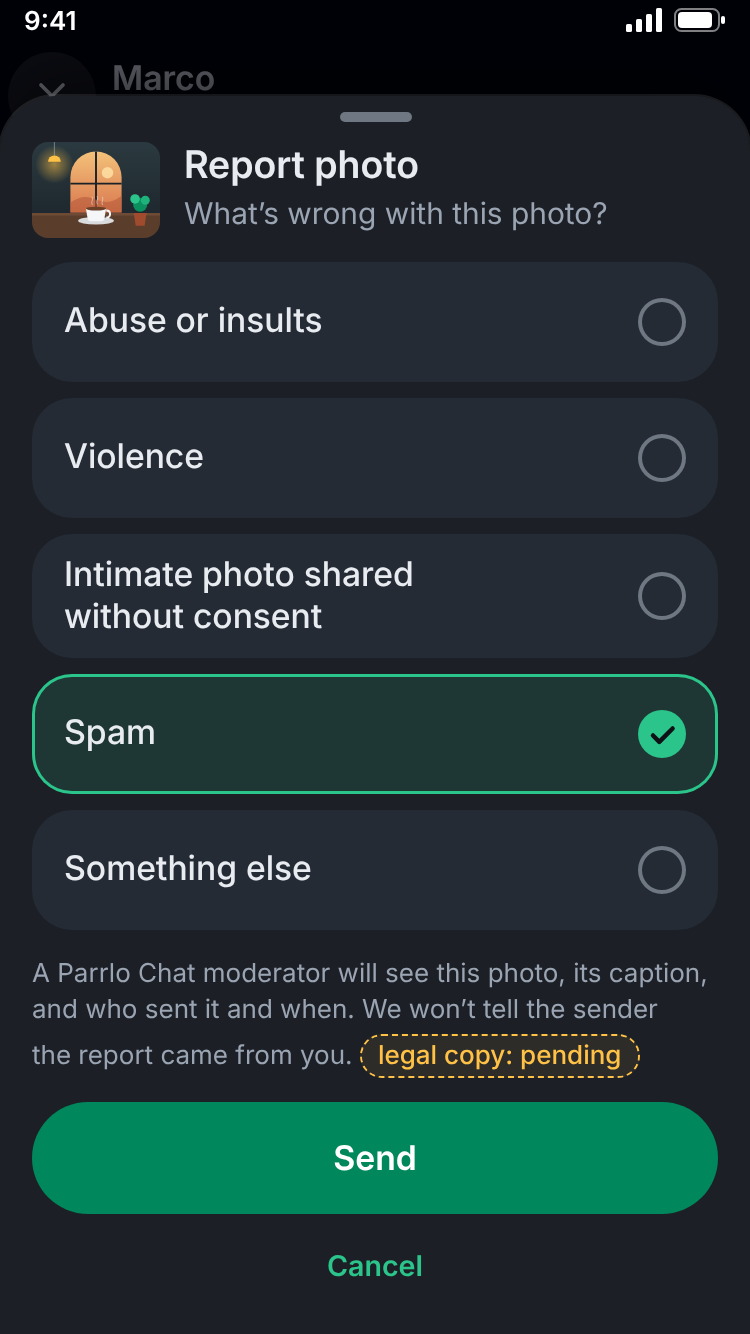 9:41
Marco
Report photo
What’s wrong with this photo?
Abuse or insults
Violence
Intimate photo shared
without consent
Spam
Something else
A Parrlo Chat moderator will see this photo, its caption,
and who sent it and when. We won’t tell the sender
the report came from you. legal copy: pending
Send
Cancel